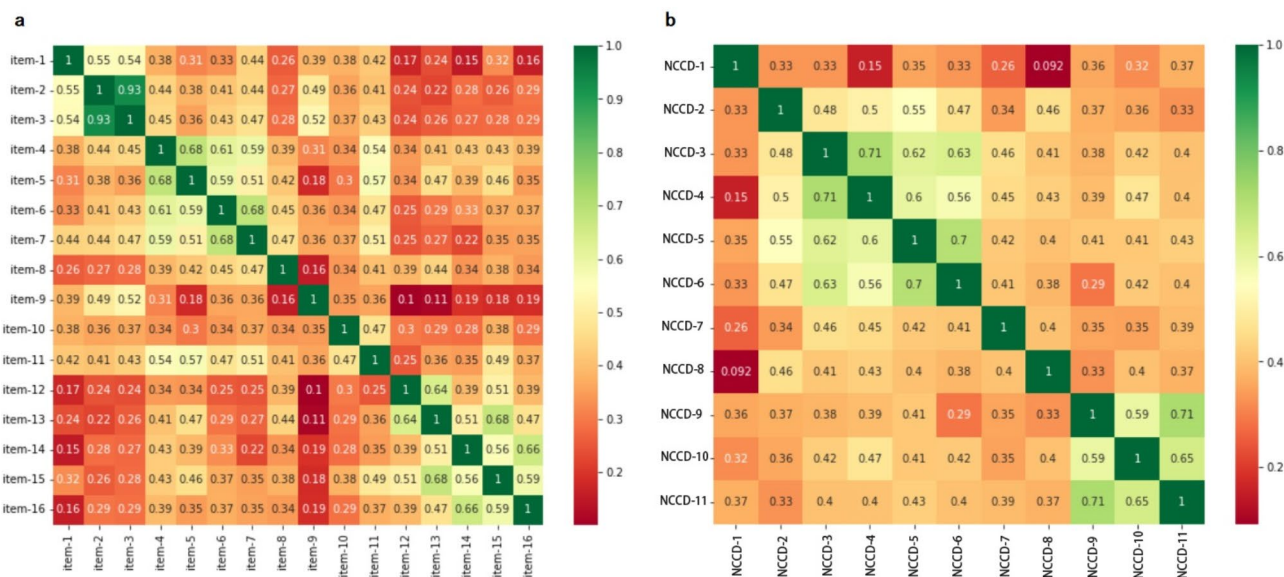 a
item-1 1 0.55 0.54 0.38 0.31 0.33 0.44 0.26 0.39 0.38 0.42 0.17 0.24 0.15 0.32 0.16
item-2 0.55 1 0.93 0.44 0.38 0.41 0.44 0.27 0.49 0.36 0.41 0.24 0.22 0.28 0.26 0.29
item-3 0.54 0.93 1 0.45 0.36 0.43 0.47 0.28 0.52 0.37 0.43 0.24 0.26 0.27 0.28 0.29
item-4 0.38 0.44 0.45 1 0.68 0.61 0.59 0.39 0.31 0.34 0.54 0.34 0.41 0.43 0.43 0.39
item-5 0.31 0.38 0.36 0.68 1 0.59 0.51 0.42 0.18 0.3 0.57 0.34 0.47 0.39 0.46 0.35
item-6 0.33 0.41 0.43 0.61 0.59 1 0.68 0.45 0.36 0.34 0.47 0.25 0.29 0.33 0.37 0.37
item-7 0.44 0.44 0.47 0.59 0.51 0.68 1 0.47 0.36 0.37 0.51 0.25 0.27 0.22 0.35 0.35
item-8 0.26 0.27 0.28 0.39 0.42 0.45 0.47 1 0.16 0.34 0.41 0.39 0.44 0.34 0.38 0.34
item-9 0.39 0.49 0.52 0.31 0.18 0.36 0.36 0.16 1 0.35 0.36 0.1 0.11 0.19 0.18 0.19
item-10 0.38 0.36 0.37 0.34 0.3 0.34 0.37 0.34 0.35 1 0.47 0.3 0.29 0.28 0.38 0.29
item-11 0.42 0.41 0.43 0.54 0.57 0.47 0.51 0.41 0.36 0.47 1 0.25 0.36 0.35 0.49 0.37
item-12 0.17 0.24 0.24 0.34 0.34 0.25 0.25 0.39 0.1 0.3 0.25 1 0.64 0.39 0.51 0.39
item-13 0.24 0.22 0.26 0.41 0.47 0.29 0.27 0.44 0.11 0.29 0.36 0.64 1 0.51 0.68 0.47
item-14 0.15 0.28 0.27 0.43 0.39 0.33 0.22 0.34 0.19 0.28 0.35 0.39 0.51 1 0.56 0.66
item-15 0.32 0.26 0.28 0.43 0.46 0.37 0.35 0.38 0.18 0.38 0.49 0.51 0.68 0.56 1 0.59
item-16 0.16 0.29 0.29 0.39 0.35 0.37 0.35 0.34 0.19 0.29 0.37 0.39 0.47 0.66 0.59 1
item-1 item-2 item-3 item-4 item-5 item-6 item-7 item-8 item-9 item-10 item-11 item-12 item-13 item-14 item-15 item-16
1.0
0.9
0.8
0.7
0.6
0.5
0.4
0.3
0.2
b
NCCD-1 1 0.33 0.33 0.15 0.35 0.33 0.26 0.092 0.36 0.32 0.37
NCCD-2 0.33 1 0.48 0.5 0.55 0.47 0.34 0.46 0.37 0.36 0.33
NCCD-3 0.33 0.48 1 0.71 0.62 0.63 0.46 0.41 0.38 0.42 0.4
NCCD-4 0.15 0.5 0.71 1 0.6 0.56 0.45 0.43 0.39 0.47 0.4
NCCD-5 0.35 0.55 0.62 0.6 1 0.7 0.42 0.4 0.41 0.41 0.43
NCCD-6 0.33 0.47 0.63 0.56 0.7 1 0.41 0.38 0.29 0.42 0.4
NCCD-7 0.26 0.34 0.46 0.45 0.42 0.41 1 0.4 0.35 0.35 0.39
NCCD-8 0.092 0.46 0.41 0.43 0.4 0.38 0.4 1 0.33 0.4 0.37
NCCD-9 0.36 0.37 0.38 0.39 0.41 0.29 0.35 0.33 1 0.59 0.71
NCCD-10 0.32 0.36 0.42 0.47 0.41 0.42 0.35 0.4 0.59 1 0.65
NCCD-11 0.37 0.33 0.4 0.4 0.43 0.4 0.39 0.37 0.71 0.65 1
NCCD-1 NCCD-2 NCCD-3 NCCD-4 NCCD-5 NCCD-6 NCCD-7 NCCD-8 NCCD-9 NCCD-10 NCCD-11
1.0
0.8
0.6
0.4
0.2